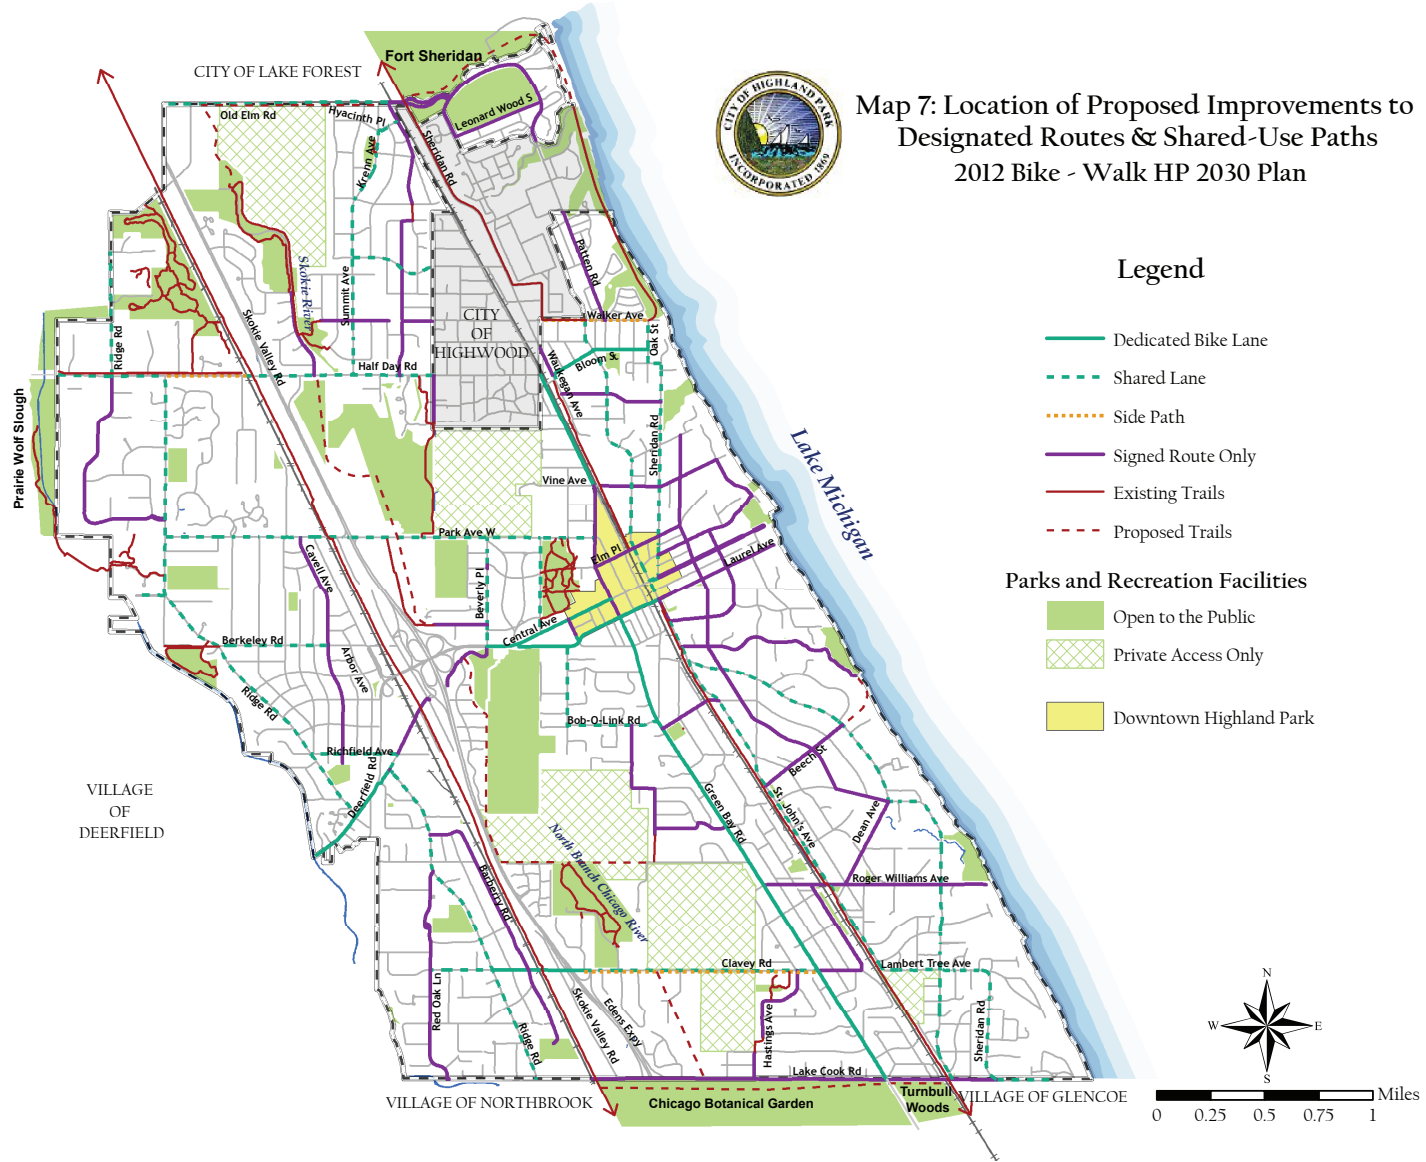 Map 7: Location of Proposed Improvements to
Designated Routes & Shared-Use Paths
2012 Bike - Walk HP 2030 Plan
CITY OF HIGHLAND PARK
INCORPORATED 1869
Legend
Dedicated Bike Lane
Shared Lane
Side Path
Signed Route Only
Existing Trails
Proposed Trails
Parks and Recreation Facilities
Open to the Public
Private Access Only
Downtown Highland Park
N
W
E
S
Miles
0 0.25 0.5 0.75 1
Fort Sheridan
CITY OF LAKE FOREST
Old Elm Rd
Hyacinth Pl
Leonard Wood S
Krenn Ave
Sheridan Rd
Skokie River
Summit Ave
Patten Rd
CITY
OF
HIGHWOOD
Walker Ave
Oak St
Ridge Rd
Skokie Valley Rd
Half Day Rd
Waukegan Ave
Bloom St
Prairie Wolf Slough
Sheridan Rd
Lake Michigan
Vine Ave
Park Ave W
Elm Pl
Laurel Ave
Cavell Ave
Beverly Pl
Central Ave
Berkeley Rd
Arbor Ave
Ridge Rd
Bob-O-Link Rd
Richfield Ave
Deerfield Rd
Beech St
VILLAGE
OF
DEERFIELD
Green Bay Rd
St. John's Ave
Dean Ave
North Branch Chicago River
Barberry Rd
Roger Williams Ave
Clavey Rd
Lambert Tree Ave
Red Oak Ln
Ridge Rd
Skokie Valley Rd
Edens Expy
Hastings Ave
Sheridan Rd
Lake Cook Rd
VILLAGE OF NORTHBROOK
Chicago Botanical Garden
Turnbull
Woods
VILLAGE OF GLENCOE